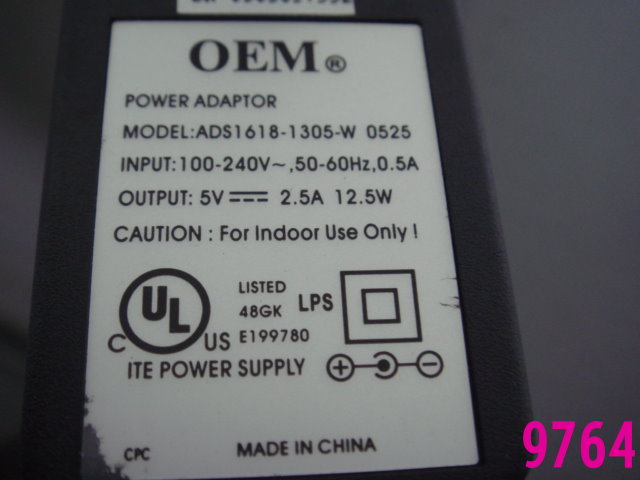 OEM®
POWER ADAPTOR
MODEL:ADS1618-1305-W 0525
INPUT:100-240V~,50-60Hz,0.5A
OUTPUT: 5V⎓ 2.5A 12.5W
CAUTION : For Indoor Use Only !
C UL US LISTED 48GK E199780 LPS
ITE POWER SUPPLY
CPC MADE IN CHINA
9764